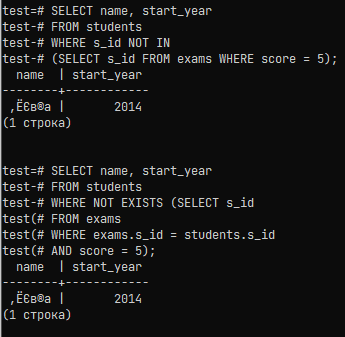 test=# SELECT name, start_year
test-# FROM students
test-# WHERE s_id NOT IN
test-# (SELECT s_id FROM exams WHERE score = 5);
  name  | start_year
--------+------------
 ‚ЁЄв®а |       2014
(1 строка)
test=# SELECT name, start_year
test-# FROM students
test-# WHERE NOT EXISTS (SELECT s_id
test(# FROM exams
test(# WHERE exams.s_id = students.s_id
test(# AND score = 5);
  name  | start_year
--------+------------
 ‚ЁЄв®а |       2014
(1 строка)